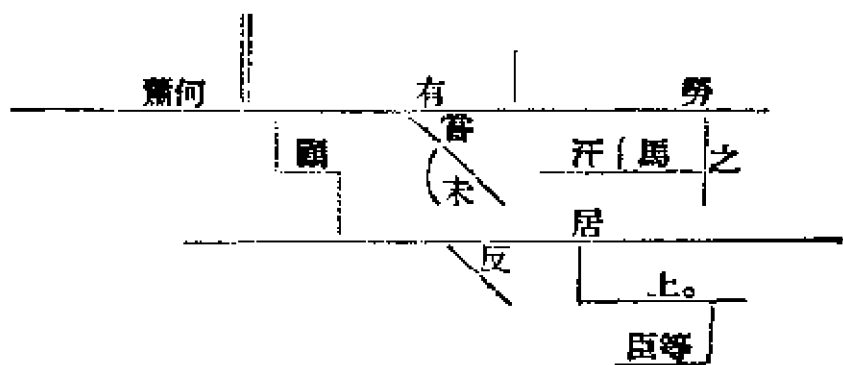 蕭何 有 勞
嘗
顧 未 汗 馬 之
居
反
上。
臣等